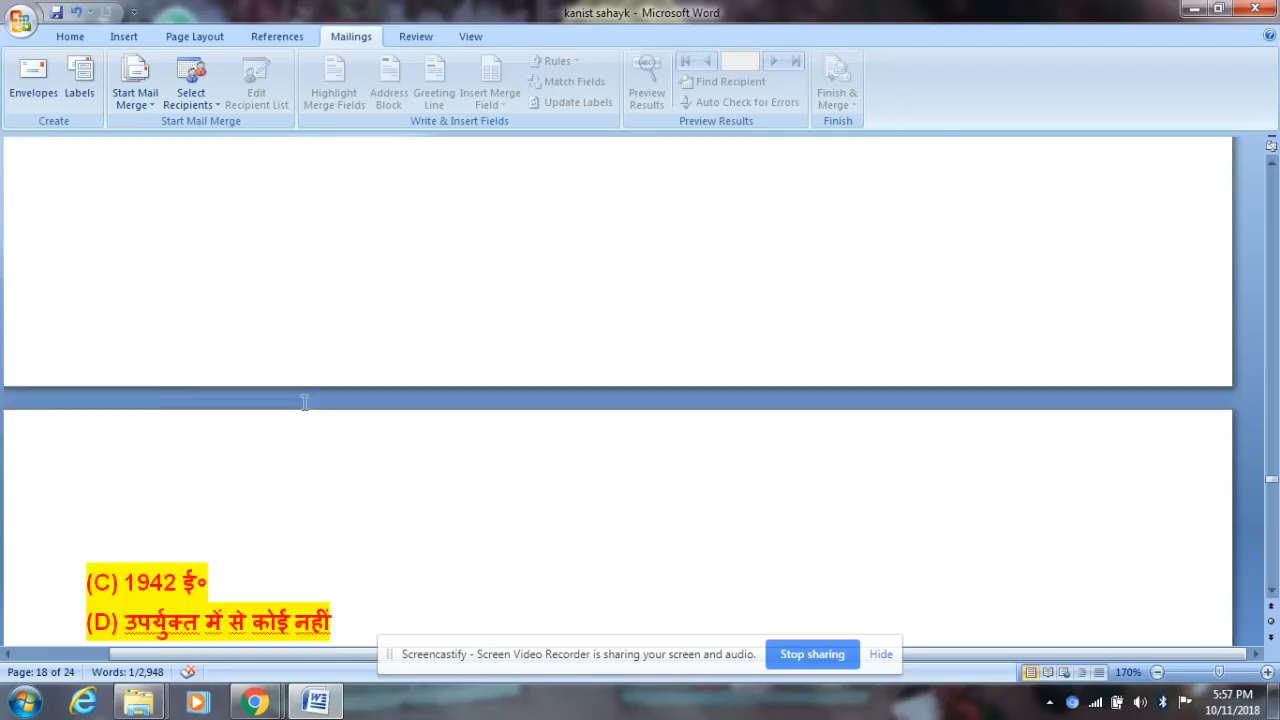 kanist sahayk - Microsoft Word
Home Insert Page Layout References Mailings Review View
Envelopes Labels Start Mail Merge Select Recipients Edit Recipient List Highlight Merge Fields Address Block Greeting Line Insert Merge Field Rules Match Fields Update Labels Preview Results Find Recipient Auto Check for Errors Finish & Merge
Create Start Mail Merge Write & Insert Fields Preview Results Finish
(C) 1942 ई०
(D) उपर्युक्त में से कोई नहीं
Screencastify - Screen Video Recorder is sharing your screen and audio. Stop sharing Hide
Page: 18 of 24 Words: 1/2,948 170%
5:57 PM
10/11/2018